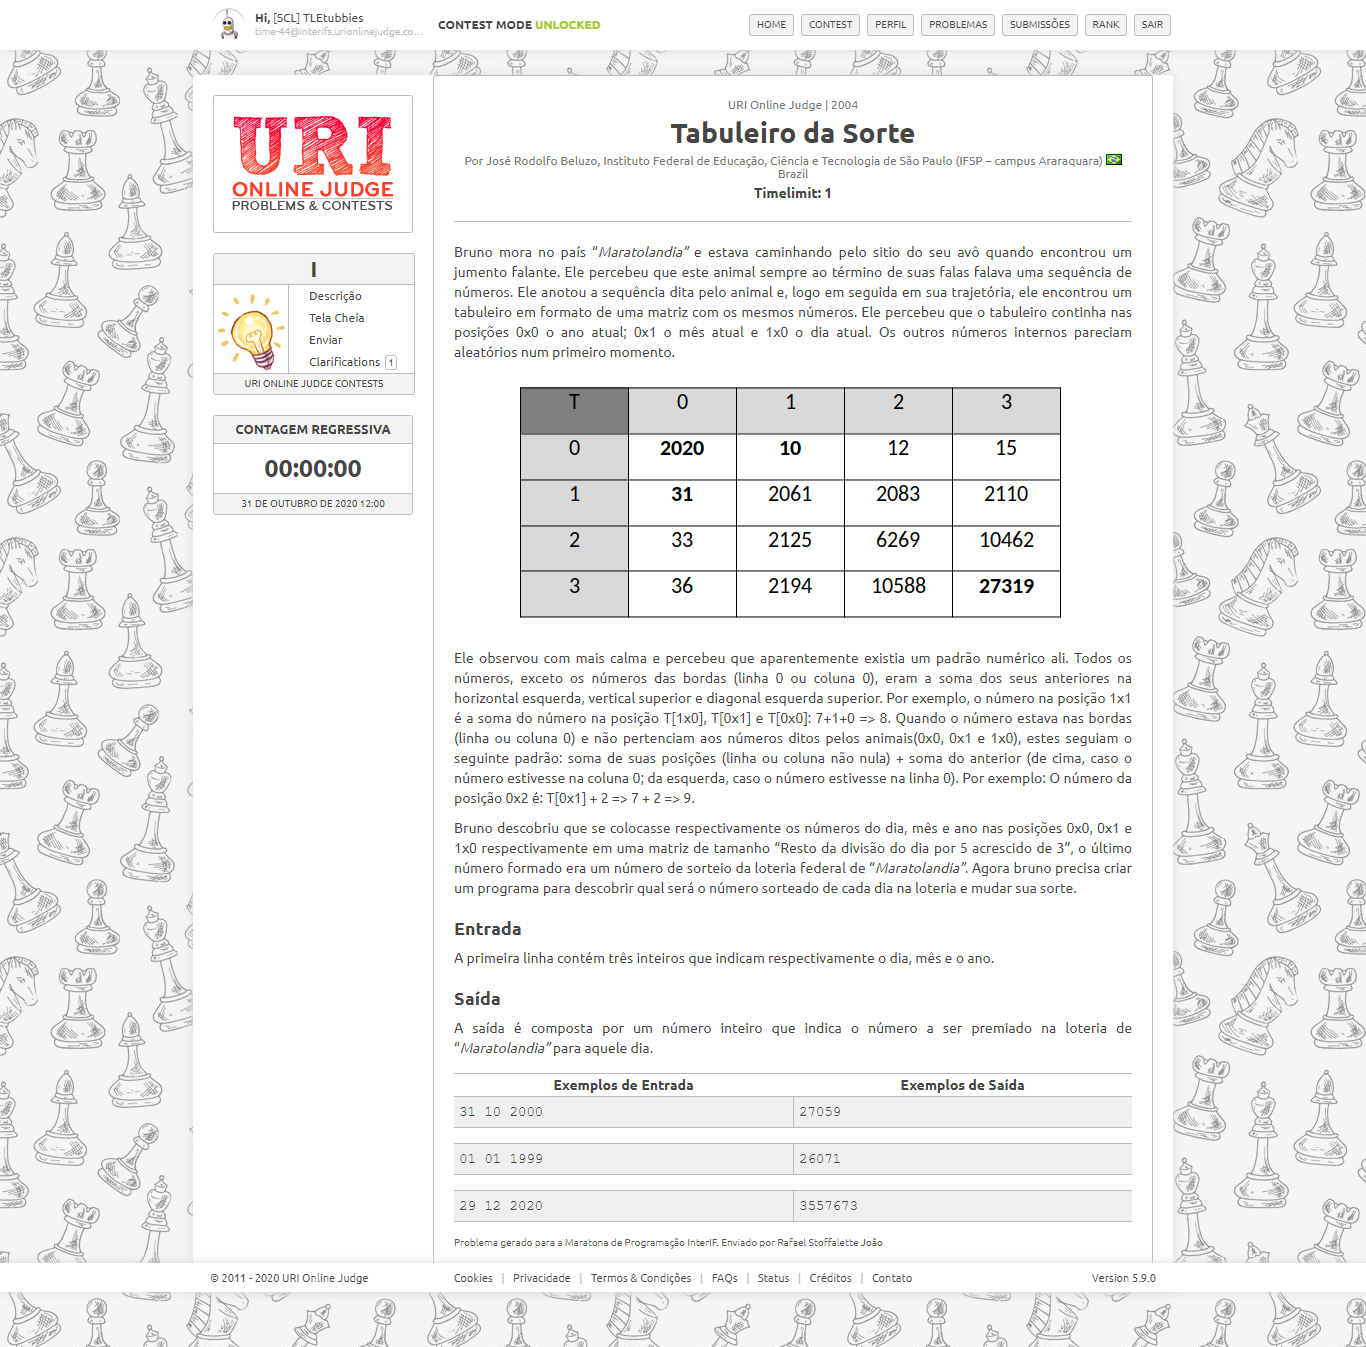 Hi, [SCL] TLEtubbies
time-44@interifs.urionlinejudge.co...
CONTEST MODE UNLOCKED
HOME
CONTEST
PERFIL
PROBLEMAS
SUBMISSÕES
RANK
SAIR
URI
ONLINE JUDGE
PROBLEMS & CONTESTS
I
Descrição
Tela Cheia
Enviar
Clarifications 1
URI ONLINE JUDGE CONTESTS
CONTAGEM REGRESSIVA
00:00:00
31 DE OUTUBRO DE 2020 12:00
URI Online Judge | 2004
Tabuleiro da Sorte
Por José Rodolfo Beluzo, Instituto Federal de Educação, Ciência e Tecnologia de São Paulo (IFSP – campus Araraquara)
Brazil
Timelimit: 1
Bruno mora no país “Maratolandia” e estava caminhando pelo sitio do seu avô quando encontrou um
jumento falante. Ele percebeu que este animal sempre ao término de suas falas falava uma sequência de
números. Ele anotou a sequência dita pelo animal e, logo em seguida em sua trajetória, ele encontrou um
tabuleiro em formato de uma matriz com os mesmos números. Ele percebeu que o tabuleiro continha nas
posições 0x0 o ano atual; 0x1 o mês atual e 1x0 o dia atual. Os outros números internos pareciam
aleatórios num primeiro momento.
T 0 1 2 3
0 2020 10 12 15
1 31 2061 2083 2110
2 33 2125 6269 10462
3 36 2194 10588 27319
Ele observou com mais calma e percebeu que aparentemente existia um padrão numérico ali. Todos os
números, exceto os números das bordas (linha 0 ou coluna 0), eram a soma dos seus anteriores na
horizontal esquerda, vertical superior e diagonal esquerda superior. Por exemplo, o número na posição 1x1
é a soma do número na posição T[1x0], T[0x1] e T[0x0]: 7+1+0 => 8. Quando o número estava nas bordas
(linha ou coluna 0) e não pertenciam aos números ditos pelos animais(0x0, 0x1 e 1x0), estes seguiam o
seguinte padrão: soma de suas posições (linha ou coluna não nula) + soma do anterior (de cima, caso o
número estivesse na coluna 0; da esquerda, caso o número estivesse na linha 0). Por exemplo: O número da
posição 0x2 é: T[0x1] + 2 => 7 + 2 => 9.
Bruno descobriu que se colocasse respectivamente os números do dia, mês e ano nas posições 0x0, 0x1 e
1x0 respectivamente em uma matriz de tamanho “Resto da divisão do dia por 5 acrescido de 3”, o último
número formado era um número de sorteio da loteria federal de “Maratolandia”. Agora bruno precisa criar
um programa para descobrir qual será o número sorteado de cada dia na loteria e mudar sua sorte.
Entrada
A primeira linha contém três inteiros que indicam respectivamente o dia, mês e o ano.
Saída
A saída é composta por um número inteiro que indica o número a ser premiado na loteria de
“Maratolandia” para aquele dia.
Exemplos de Entrada
Exemplos de Saída
31 10 2000
27059
01 01 1999
26071
29 12 2020
3557673
Problema gerado para a Maratona de Programação InterIF. Enviado por Rafael Stoffalette João
© 2011 - 2020 URI Online Judge
Cookies | Privacidade | Termos & Condições | FAQs | Status | Créditos | Contato
Version 5.9.0